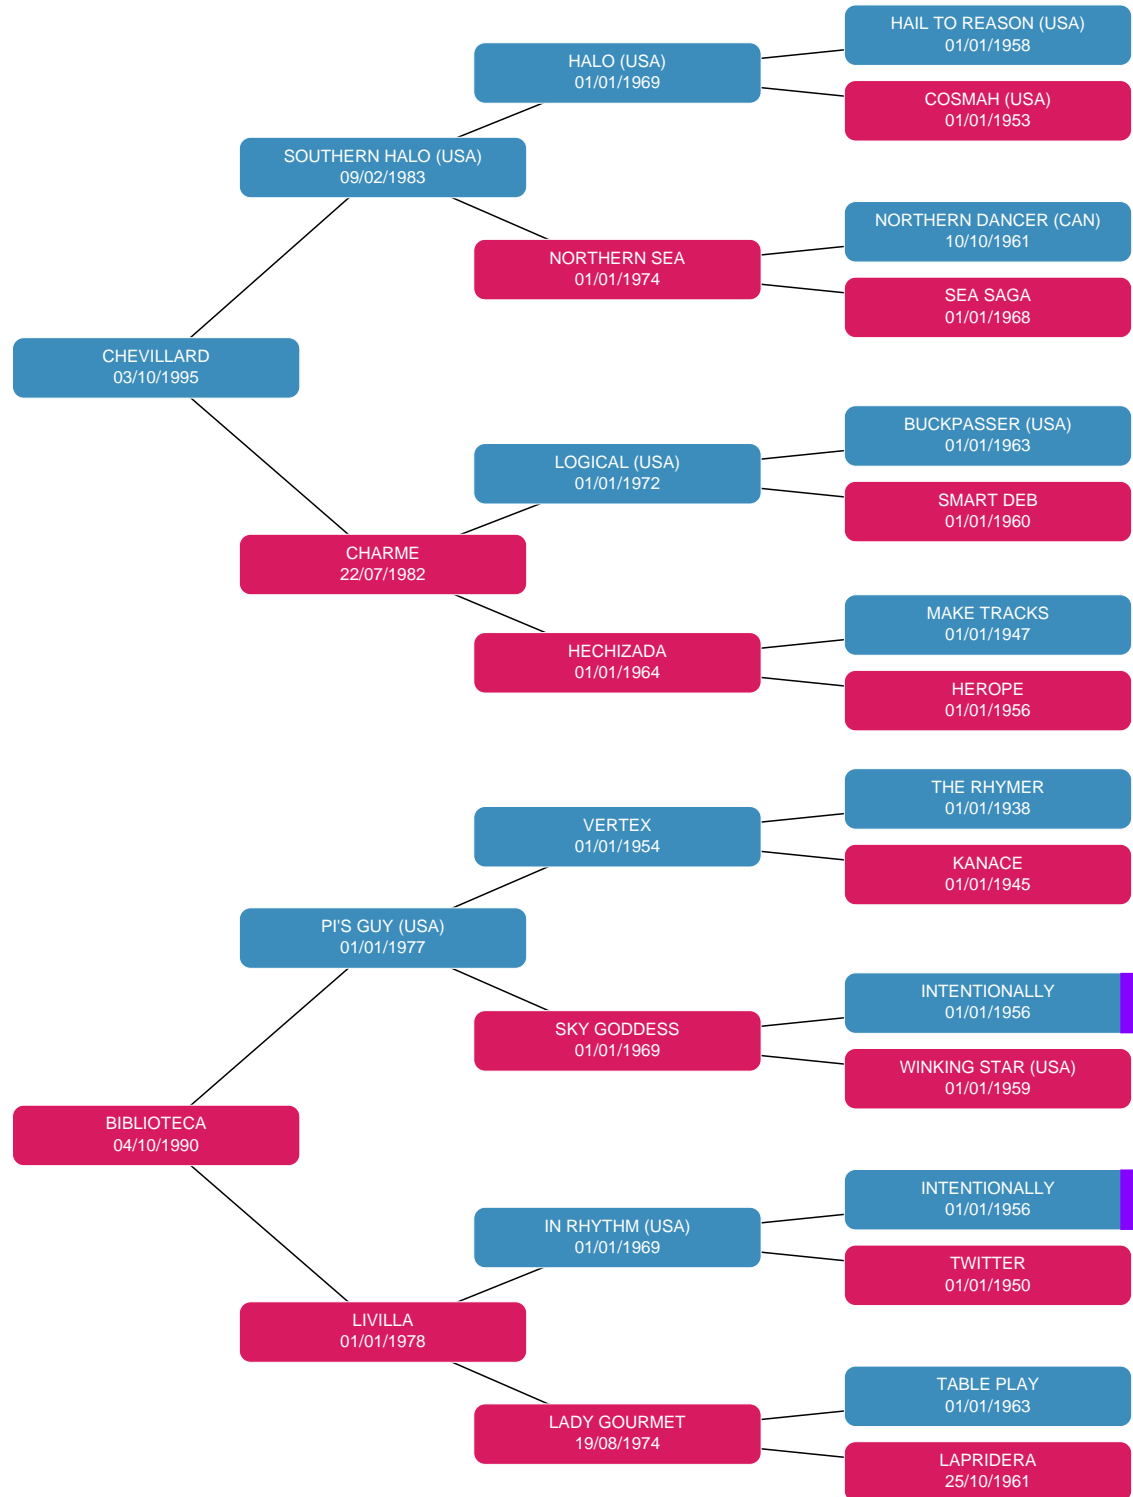 HAIL TO REASON (USA)
01/01/1958
HALO (USA)
01/01/1969
COSMAH (USA)
01/01/1953
SOUTHERN HALO (USA)
09/02/1983
NORTHERN DANCER (CAN)
10/10/1961
NORTHERN SEA
01/01/1974
SEA SAGA
01/01/1968
CHEVILLARD
03/10/1995
BUCKPASSER (USA)
01/01/1963
LOGICAL (USA)
01/01/1972
SMART DEB
01/01/1960
CHARME
22/07/1982
MAKE TRACKS
01/01/1947
HECHIZADA
01/01/1964
HEROPE
01/01/1956
THE RHYMER
01/01/1938
VERTEX
01/01/1954
KANACE
01/01/1945
PI'S GUY (USA)
01/01/1977
INTENTIONALLY
01/01/1956
SKY GODDESS
01/01/1969
WINKING STAR (USA)
01/01/1959
BIBLIOTECA
04/10/1990
INTENTIONALLY
01/01/1956
IN RHYTHM (USA)
01/01/1969
TWITTER
01/01/1950
LIVILLA
01/01/1978
TABLE PLAY
01/01/1963
LADY GOURMET
19/08/1974
LAPRIDERA
25/10/1961